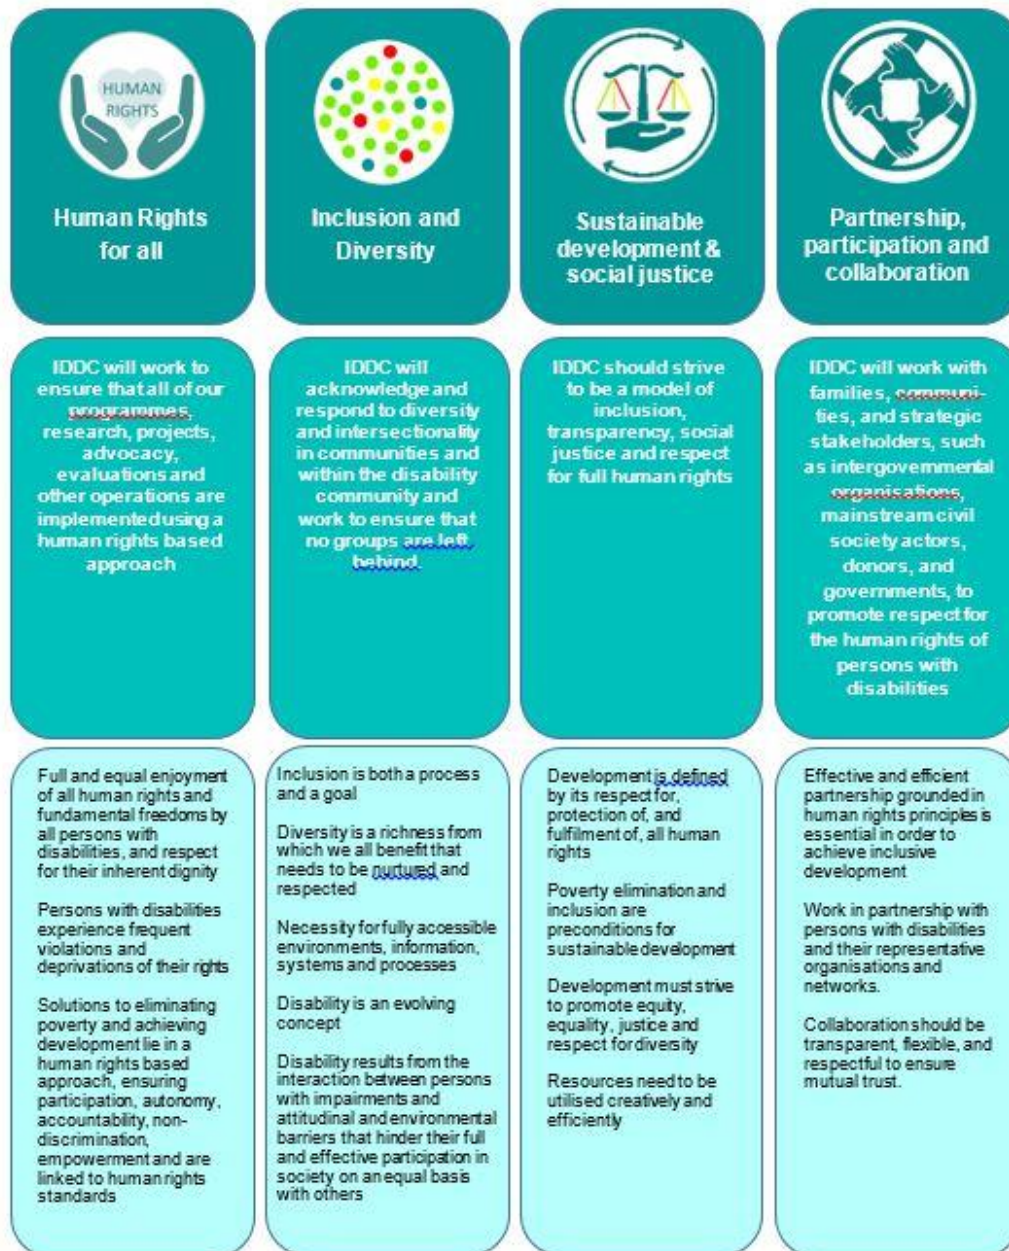 HUMAN
RIGHTS
Human Rights
for all
Inclusion and
Diversity
Sustainable
development &
social justice
Partnership,
participation and
collaboration
IDDC will work to
ensure that all of our
programmes,
research, projects,
advocacy,
evaluations and
other operations are
implemented using a
human rights based
approach
IDDC will
acknowledge and
respond to diversity
and intersectionality
in communities and
within the disability
community and
work to ensure that
no groups are left
behind.
IDDC should strive
to be a model of
inclusion,
transparency, social
justice and respect
for full human rights
IDDC will work with
families, communi-
ties, and strategic
stakeholders, such
as intergovernmental
organisations,
mainstream civil
society actors,
donors, and
governments, to
promote respect for
the human rights of
persons with
disabilities
Full and equal enjoyment
of all human rights and
fundamental freedoms by
all persons with
disabilities, and respect
for their inherent dignity
Persons with disabilities
experience frequent
violations and
deprivations of their rights
Solutions to eliminating
poverty and achieving
development lie in a
human rights based
approach, ensuring
participation, autonomy,
accountability, non-
discrimination,
empowerment and are
linked to human rights
standards
Inclusion is both a process
and a goal
Diversity is a richness from
which we all benefit that
needs to be nurtured and
respected
Necessity for fully accessible
environments, information,
systems and processes
Disability is an evolving
concept
Disability results from the
interaction between persons
with impairments and
attitudinal and environmental
barriers that hinder their full
and effective participation in
society on an equal basis
with others
Development is defined
by its respect for,
protection of, and
fulfilment of, all human
rights
Poverty elimination and
inclusion are
preconditions for
sustainable development
Development must strive
to promote equity,
equality, justice and
respect for diversity
Resources need to be
utilised creatively and
efficiently
Effective and efficient
partnership grounded in
human rights principles is
essential in order to
achieve inclusive
development
Work in partnership with
persons with disabilities
and their representative
organisations and
networks.
Collaboration should be
transparent, flexible, and
respectful to ensure
mutual trust.